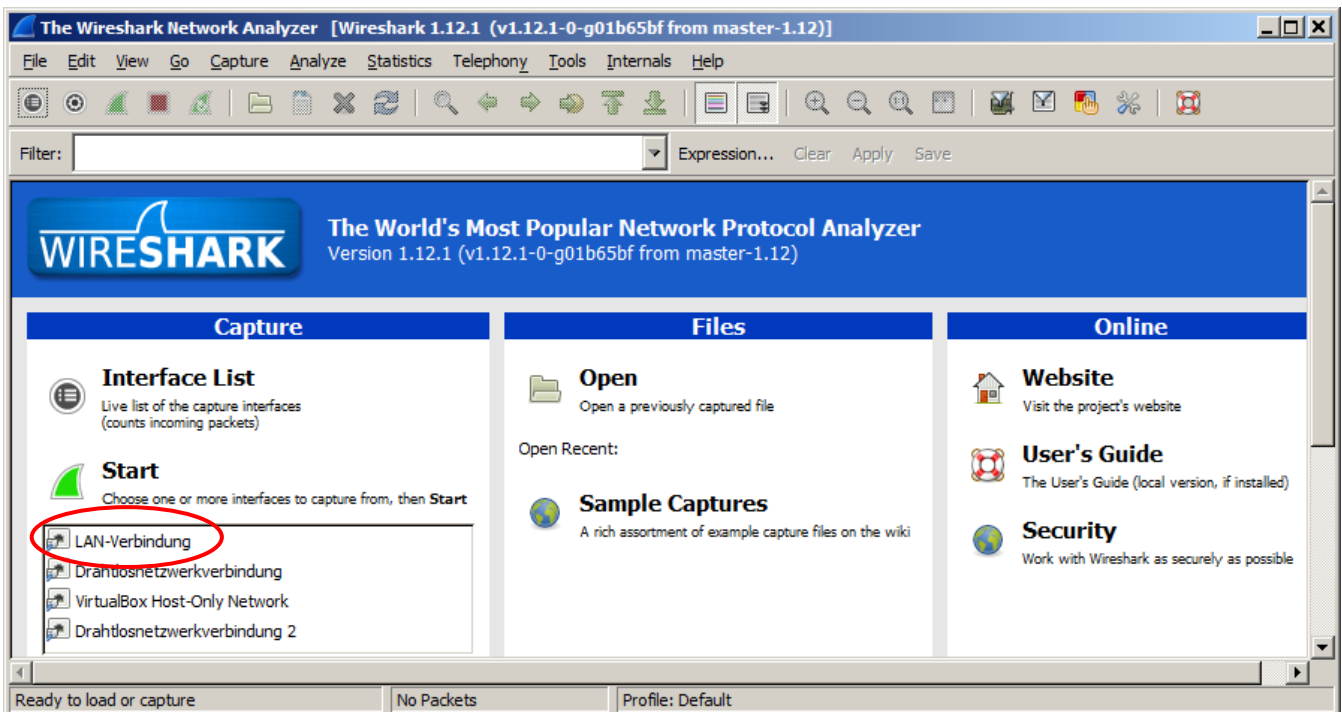 The Wireshark Network Analyzer [Wireshark 1.12.1 (v1.12.1-0-g01b65bf from master-1.12)]
File Edit View Go Capture Analyze Statistics Telephony Tools Internals Help
Filter: Expression... Clear Apply Save
WIRESHARK
The World's Most Popular Network Protocol Analyzer
Version 1.12.1 (v1.12.1-0-g01b65bf from master-1.12)
Capture
Interface List
Live list of the capture interfaces
(counts incoming packets)
Start
Choose one or more interfaces to capture from, then Start
LAN-Verbindung
Drahtlosnetzwerkverbindung
VirtualBox Host-Only Network
Drahtlosnetzwerkverbindung 2
Files
Open
Open a previously captured file
Open Recent:
Sample Captures
A rich assortment of example capture files on the wiki
Online
Website
Visit the project's website
User's Guide
The User's Guide (local version, if installed)
Security
Work with Wireshark as securely as possible
Ready to load or capture No Packets Profile: Default